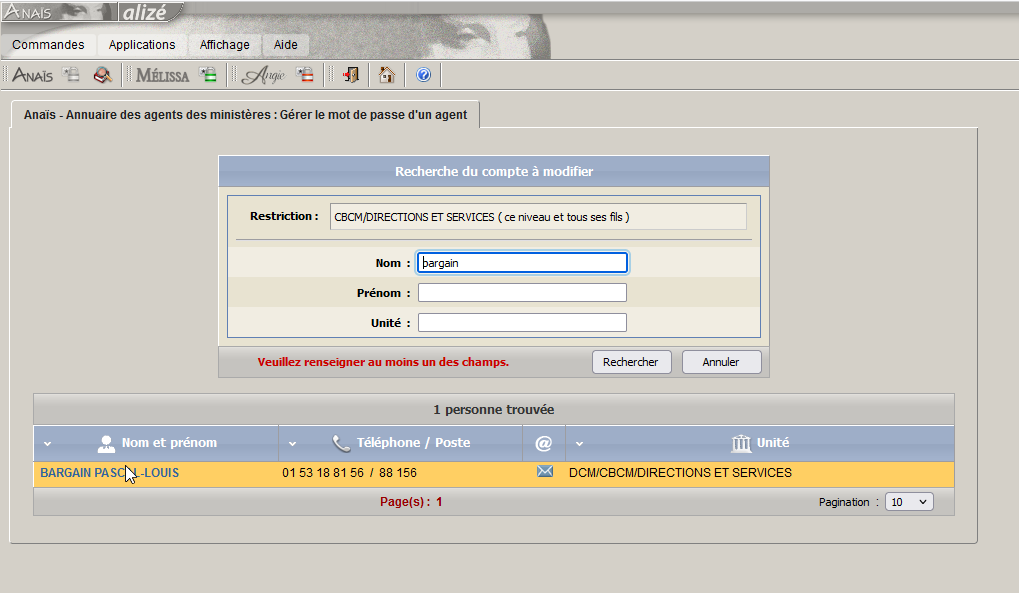 ANAÏS alizé
Commandes Applications Affichage Aide
ANAÏS MÉLISSA Angie
Anaïs - Annuaire des agents des ministères : Gérer le mot de passe d'un agent
Recherche du compte à modifier
Restriction : CBCM/DIRECTIONS ET SERVICES ( ce niveau et tous ses fils )
Nom : bargain
Prénom :
Unité :
Veuillez renseigner au moins un des champs. Rechercher Annuler
1 personne trouvée
Nom et prénom Téléphone / Poste @ Unité
BARGAIN -LOUIS 01 53 18 81 56 / 88 156 DCM/CBCM/DIRECTIONS ET SERVICES
Page(s) : 1 Pagination : 10